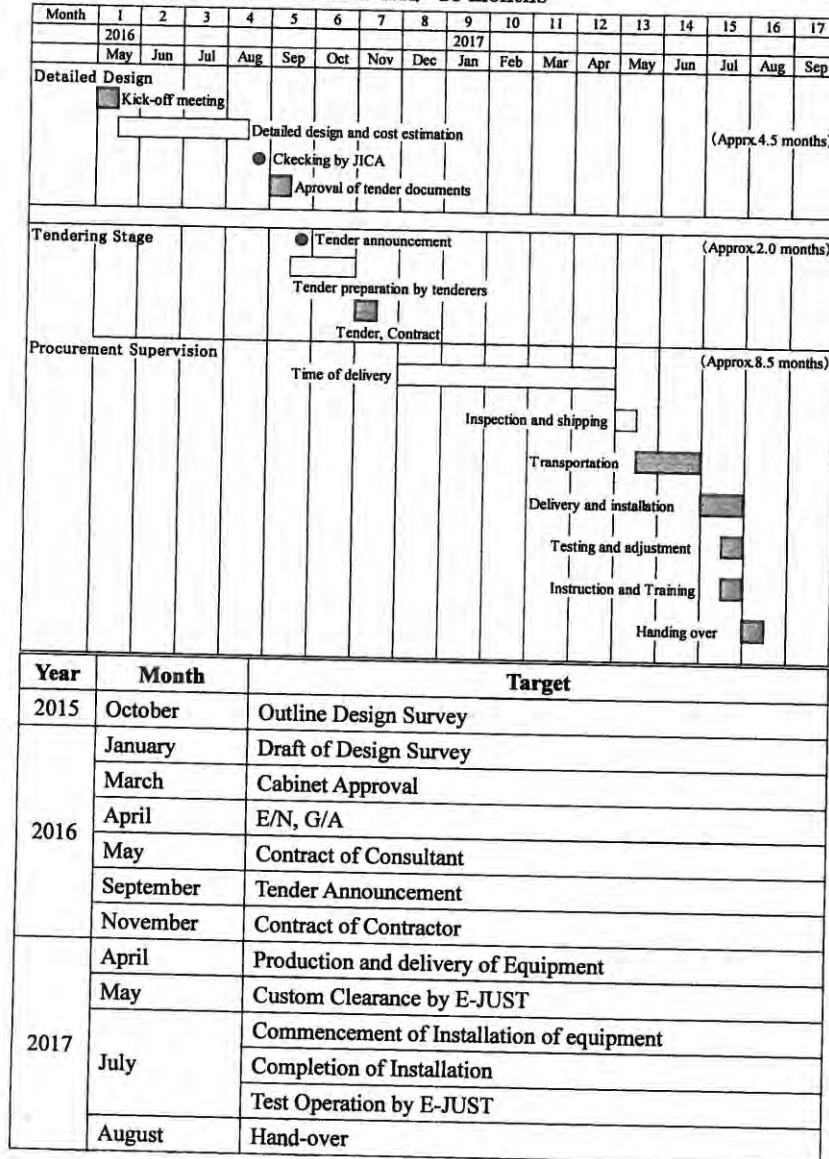 Month 1 2 3 4 5 6 7 8 9 10 11 12 13 14 15 16 17
2016 2017
May Jun Jul Aug Sep Oct Nov Dec Jan Feb Mar Apr May Jun Jul Aug Sep
Detailed Design
Kick-off meeting
Detailed design and cost estimation (Apprx.4.5 months)
Ckecking by JICA
Aproval of tender documents
Tendering Stage Tender announcement (Approx.2.0 months)
Tender preparation by tenderers
Tender, Contract
Procurement Supervision (Approx.8.5 months)
Time of delivery
Inspection and shipping
Transportation
Delivery and installation
Testing and adjustment
Instruction and Training
Handing over
Year Month Target
2015 October Outline Design Survey
2016 January Draft of Design Survey
March Cabinet Approval
April E/N, G/A
May Contract of Consultant
September Tender Announcement
November Contract of Contractor
2017 April Production and delivery of Equipment
May Custom Clearance by E-JUST
July Commencement of Installation of equipment
Completion of Installation
Test Operation by E-JUST
August Hand-over